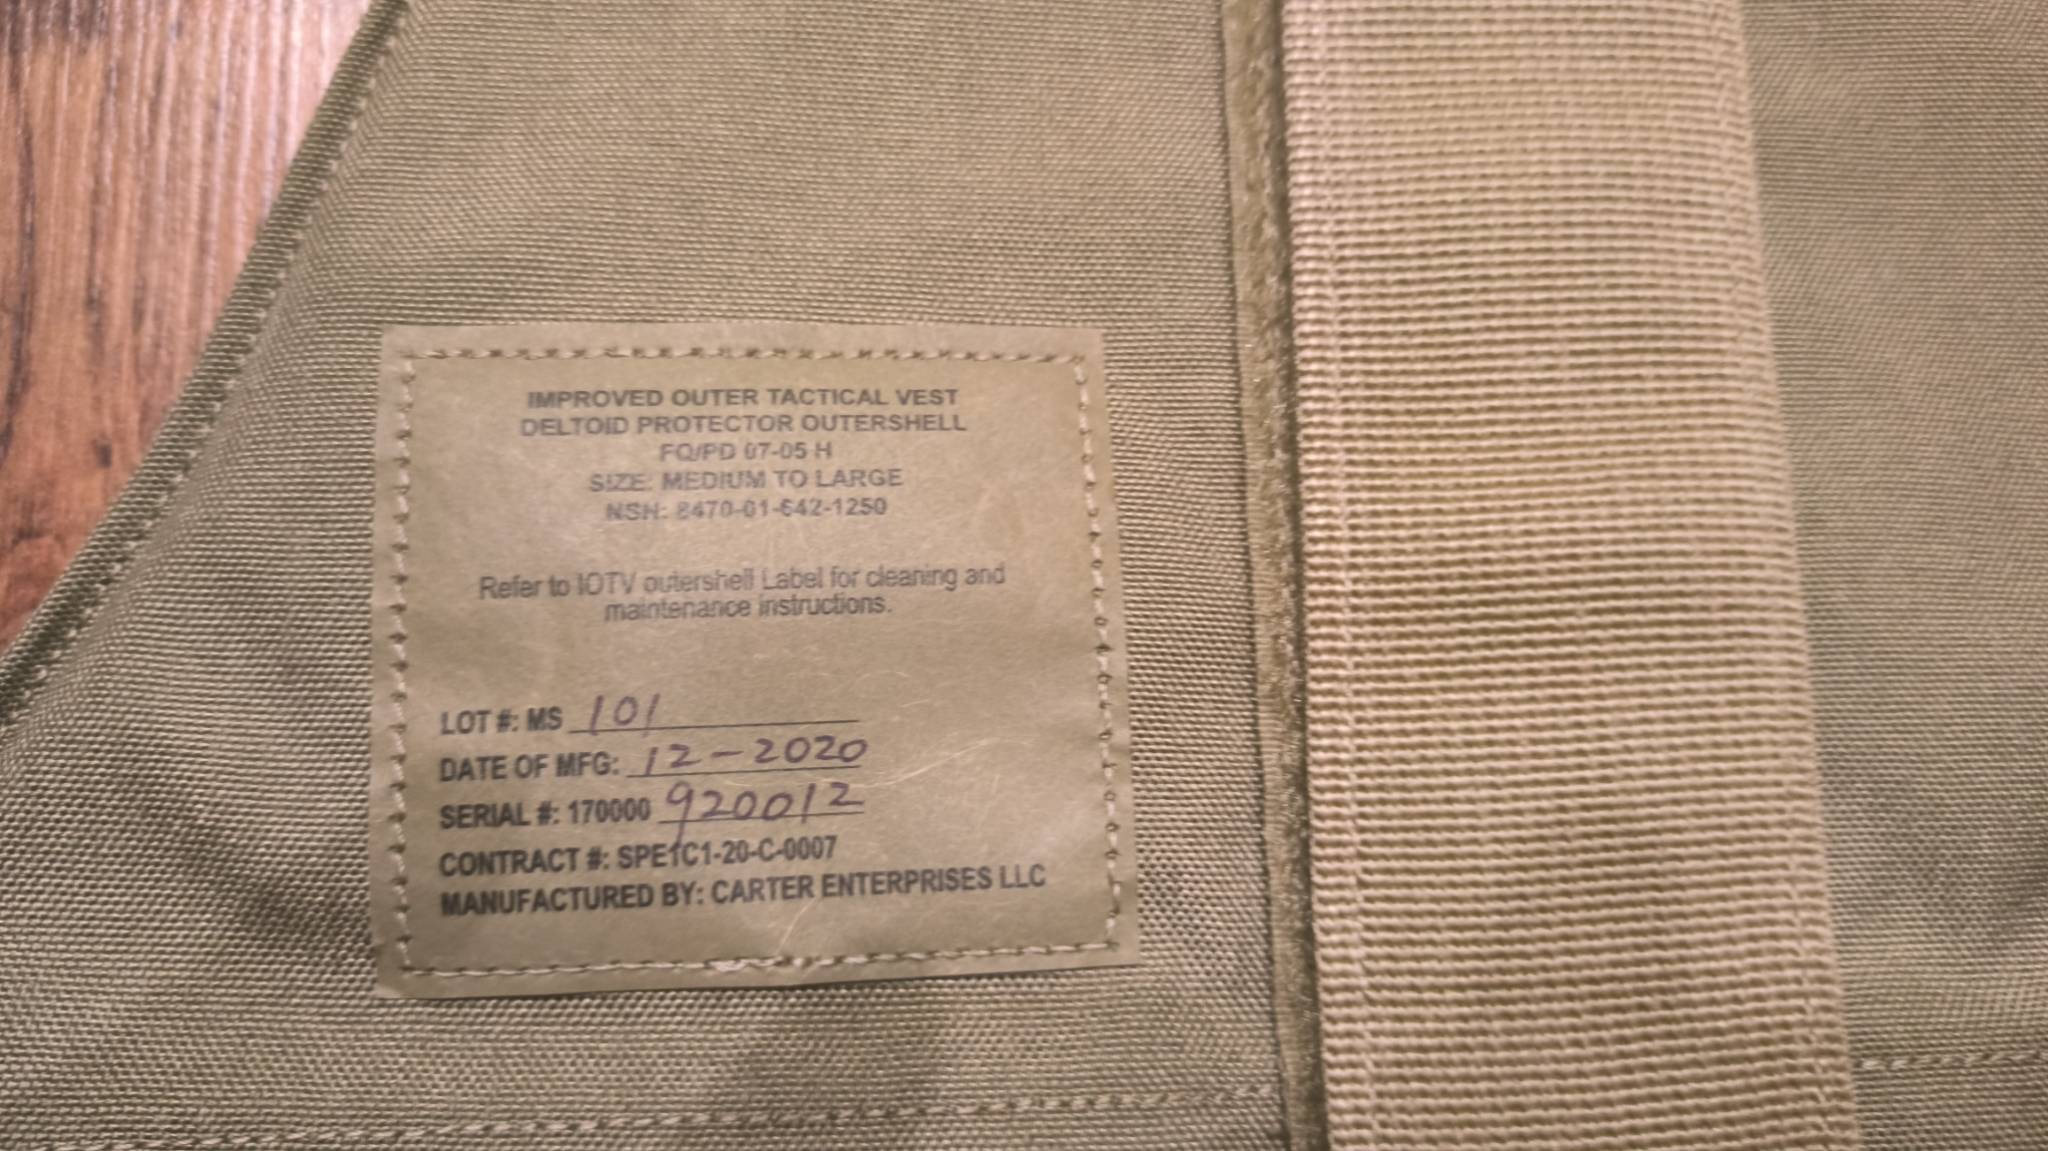 IMPROVED OUTER TACTICAL VEST
DELTOID PROTECTOR OUTERSHELL
FQ/PD 07-05 H
SIZE: MEDIUM TO LARGE
NSN: 8470-01-642-1250
Refer to IOTV outershell Label for cleaning and
maintenance instructions.
LOT #: MS 101
DATE OF MFG: 12-2020
SERIAL #: 170000 920012
CONTRACT #: SPE1C1-20-C-0007
MANUFACTURED BY: CARTER ENTERPRISES LLC